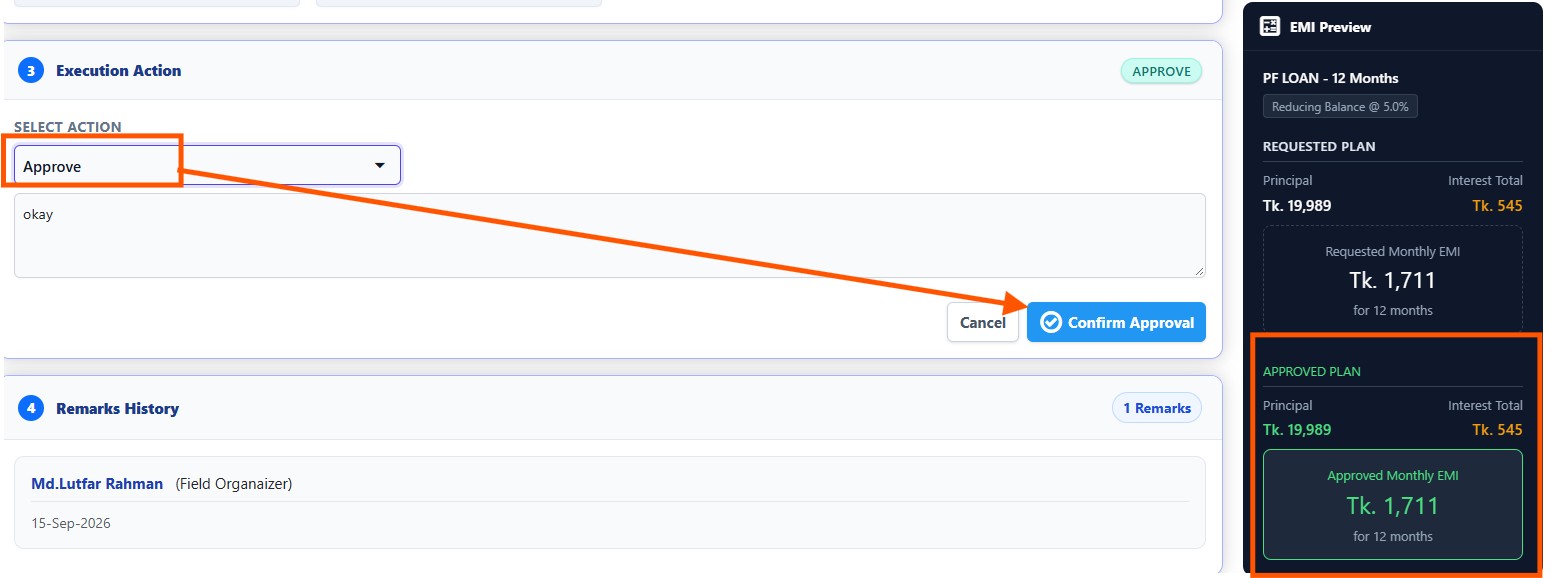 3 Execution Action
APPROVE
SELECT ACTION
Approve
okay
Cancel
Confirm Approval
4 Remarks History
1 Remarks
Md.Lutfar Rahman (Field Organaizer)
15-Sep-2026
EMI Preview
PF LOAN - 12 Months
Reducing Balance @ 5.0%
REQUESTED PLAN
Principal Interest Total
Tk. 19,989 Tk. 545
Requested Monthly EMI
Tk. 1,711
for 12 months
APPROVED PLAN
Principal Interest Total
Tk. 19,989 Tk. 545
Approved Monthly EMI
Tk. 1,711
for 12 months